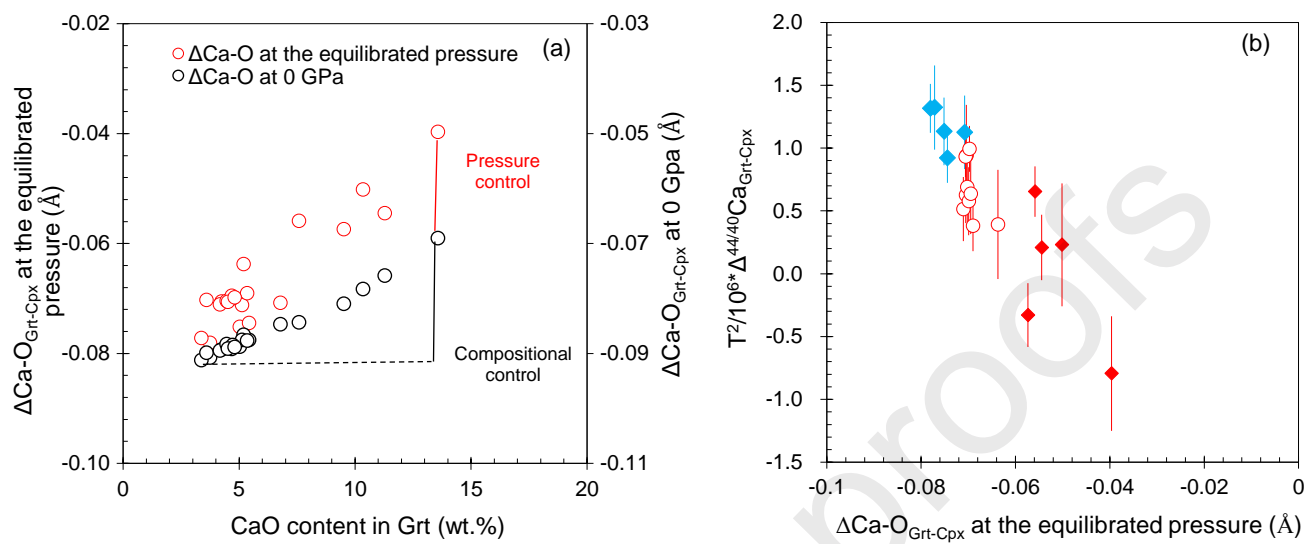 -0.02
-0.04
-0.06
-0.08
-0.10
ΔCa-O_Grt-Cpx at the equilibrated
pressure (Å)
ΔCa-O at the equilibrated pressure
ΔCa-O at 0 GPa
(a)
Pressure
control
Compositional
control
0
5
10
15
20
CaO content in Grt (wt.%)
-0.03
-0.05
-0.07
-0.09
-0.11
ΔCa-O_Grt-Cpx at 0 Gpa (Å)
2.0
1.5
1.0
0.5
0.0
-0.5
-1.0
-1.5
T²/10⁶*Δ⁴⁴/⁴⁰Ca_Grt-Cpx
(b)
-0.1
-0.08
-0.06
-0.04
-0.02
0
ΔCa-O_Grt-Cpx at the equilibrated pressure (Å)
proofs